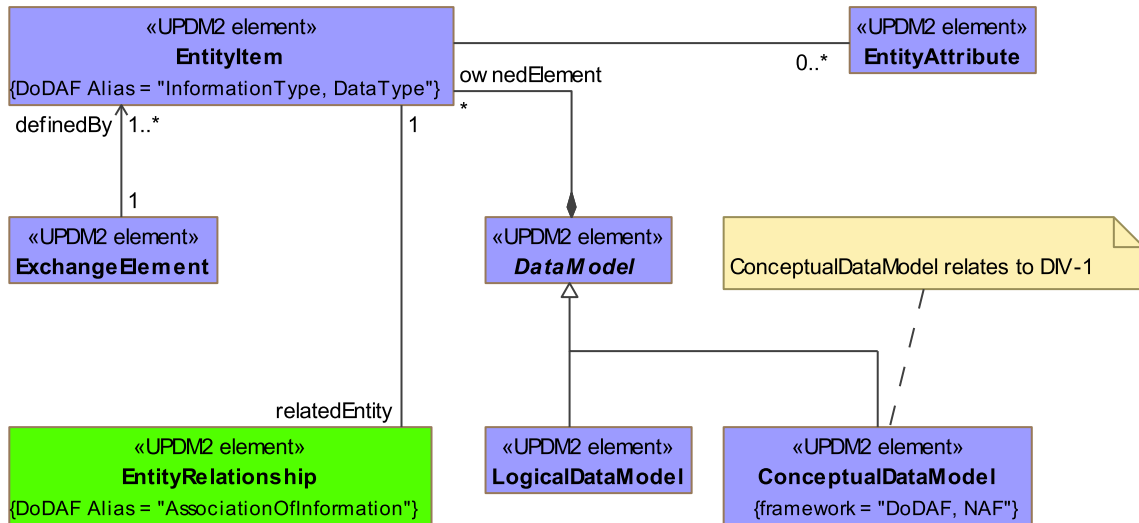 «UPDM2 element»
EntityItem
{DoDAF Alias = "InformationType, DataType"}
«UPDM2 element»
EntityAttribute
0..*
ownedElement
*
definedBy
1..*
1
1
«UPDM2 element»
ExchangeElement
«UPDM2 element»
DataModel
ConceptualDataModel relates to DIV-1
relatedEntity
«UPDM2 element»
EntityRelationship
{DoDAF Alias = "AssociationOfInformation"}
«UPDM2 element»
LogicalDataModel
«UPDM2 element»
ConceptualDataModel
{framework = "DoDAF, NAF"}